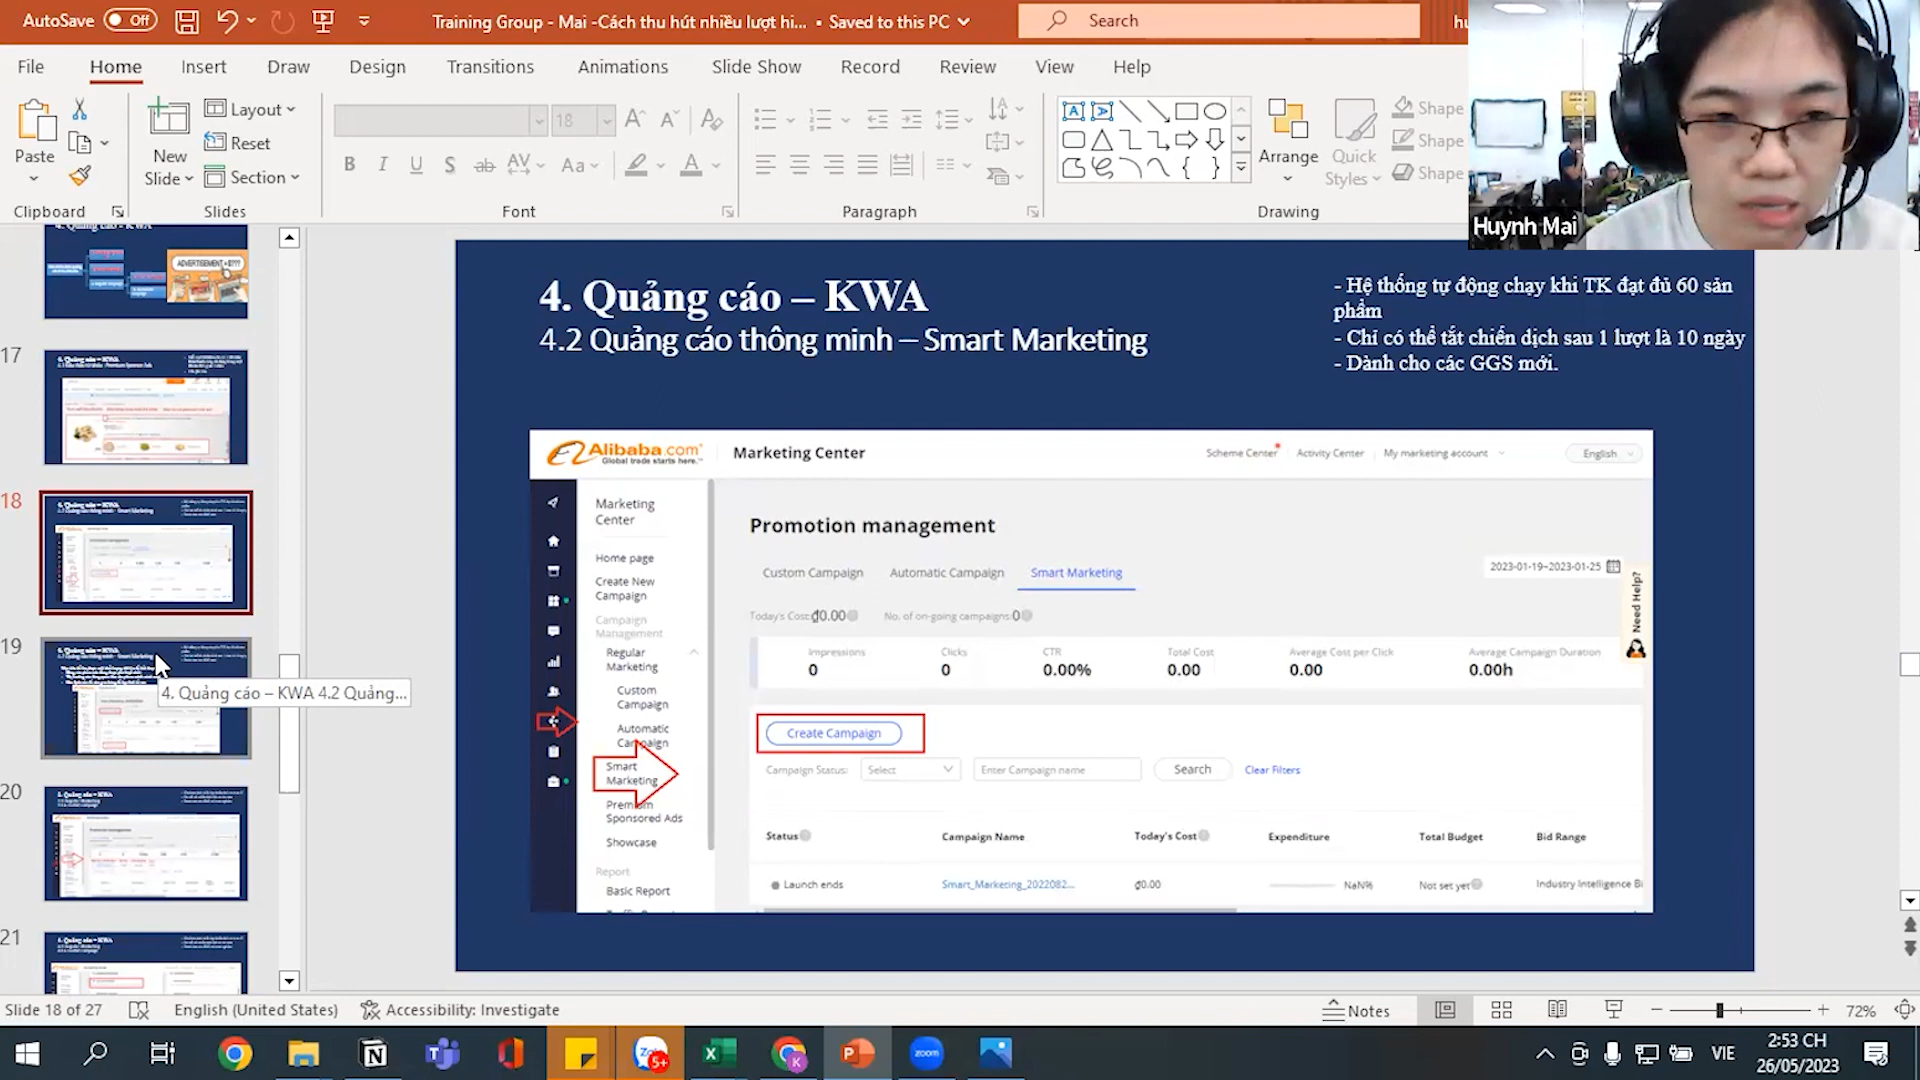 AutoSave Off
Training Group - Mai -Cách thu hút nhiều lượt hi... • Saved to this PC
Search
File Home Insert Draw Design Transitions Animations Slide Show Record Review View Help
Paste
New Slide
Layout
Reset
Section
18
Arrange
Quick Styles
Shape
Shape
Shape
Clipboard Slides Font Paragraph Drawing
Huynh Mai
4. Quảng cáo - KWA
ADVERTISEMENT
17
18
19
20
21
4. Quảng cáo – KWA 4.2 Quảng...
4. Quảng cáo – KWA
4.2 Quảng cáo thông minh – Smart Marketing
- Hệ thống tự động chạy khi TK đạt đủ 60 sản
phẩm
- Chỉ có thể tắt chiến dịch sau 1 lượt là 10 ngày
- Dành cho các GGS mới.
Alibaba.com
Global trade starts here.™
Marketing Center
Scheme Center Activity Center My marketing account English
Marketing
Center
Home page
Create New
Campaign
Campaign
Management
Regular
Marketing
Custom
Campaign
Automatic
Campaign
Smart
Marketing
Premium
Sponsored Ads
Showcase
Report
Basic Report
Promotion management
Custom Campaign Automatic Campaign Smart Marketing
2023-01-19~2023-01-25
Need Help?
Today's Cost:₫0.00 No. of on-going campaigns:0
Impressions Clicks CTR Total Cost Average Cost per Click Average Campaign Duration
0 0 0.00% 0.00 0.00 0.00h
Create Campaign
Campaign Status: Select Enter Campaign name Search Clear Filters
Status Campaign Name Today's Cost Expenditure Total Budget Bid Range
Launch ends Smart_Marketing_2022082... ₫0.00 NaN% Not set yet Industry Intelligence Bi
Slide 18 of 27 English (United States) Accessibility: Investigate Notes 72%
5+
zoom
VIE
2:53 CH
26/05/2023